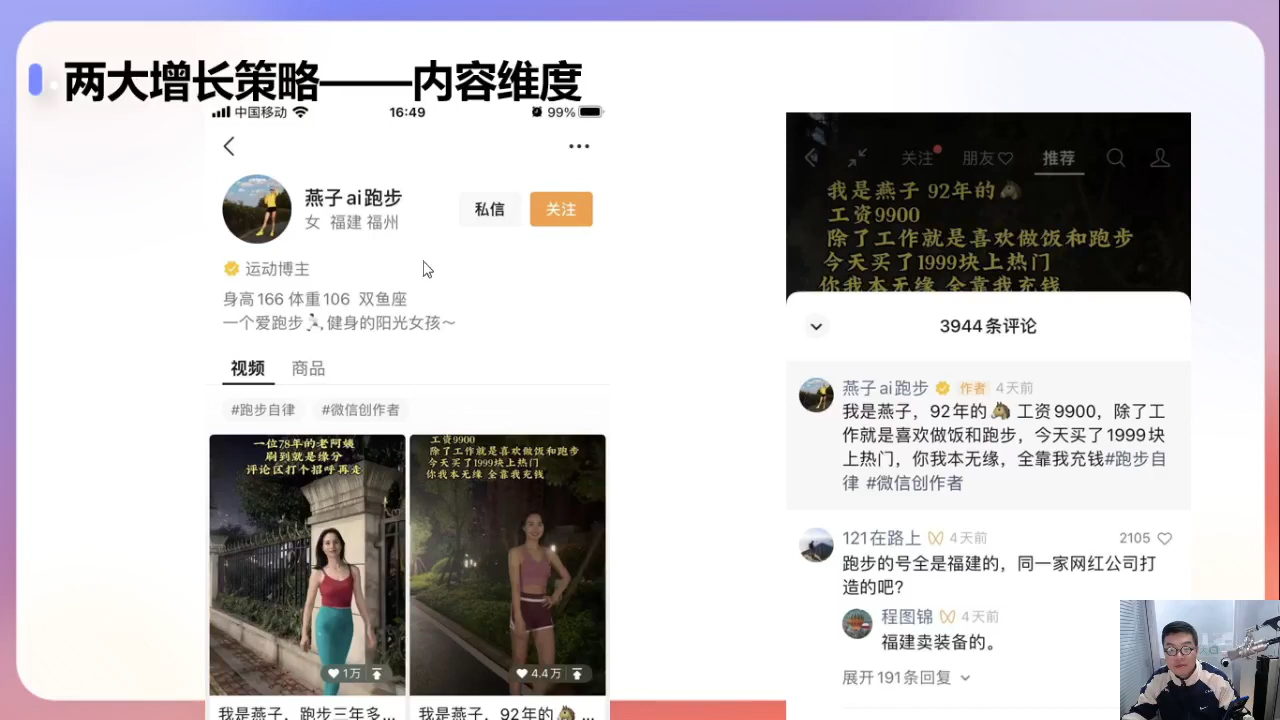 两大增长策略——内容维度
中国移动
16:49
99%
燕子ai跑步
女 福建 福州
私信
关注
运动博主
身高166 体重106 双鱼座
一个爱跑步🏃,健身的阳光女孩～
视频
商品
#跑步自律
#微信创作者
一位78年的老阿姨
刷到就是缘分
评论区打个招呼再走
1万
我是燕子，跑步三年多...
工资9900
除了工作就是喜欢做饭和跑步
今天买了1999块上热门
你我本无缘 全靠我充钱
4.4万
我是燕子，92年的🐴 ...
关注
朋友♡
推荐
我是燕子 92年的🐴
工资9900
除了工作就是喜欢做饭和跑步
今天买了1999块上热门
你我本无缘 全靠我充钱
3944条评论
燕子ai跑步 作者 4天前
我是燕子，92年的🐴 工资9900，除了工
作就是喜欢做饭和跑步，今天买了1999块
上热门，你我本无缘，全靠我充钱#跑步自
律 #微信创作者
121在路上 4天前
2105
跑步的号全是福建的，同一家网红公司打
造的吧?
程图锦 4天前
福建卖装备的。
展开191条回复